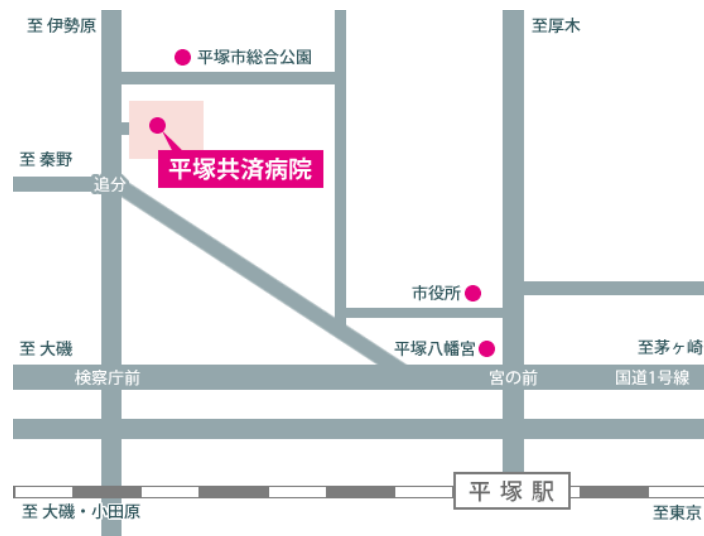 至 伊勢原
至厚木
平塚市総合公園
平塚共済病院
至 秦野
追分
市役所
至 大磯
平塚八幡宮
至茅ヶ崎
検察庁前
宮の前
国道1号線
平塚駅
至 大磯・小田原
至東京